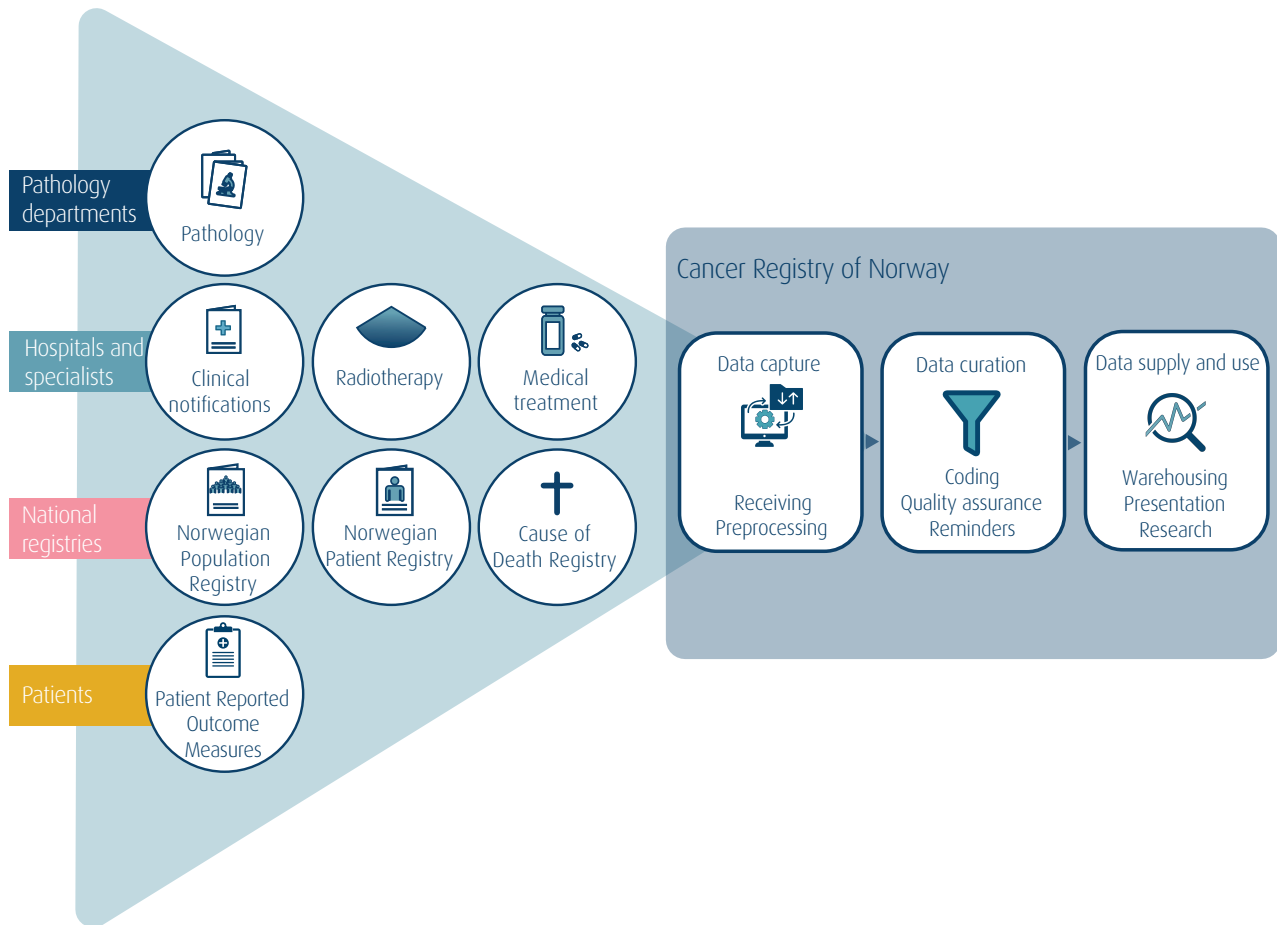 Pathology
departments
Pathology
Hospitals and
specialists
Clinical
notifications
Radiotherapy
Medical
treatment
National
registries
Norwegian
Population
Registry
Norwegian
Patient Registry
Cause of
Death Registry
Patients
Patient Reported
Outcome
Measures
Cancer Registry of Norway
Data capture
Receiving
Preprocessing
Data curation
Coding
Quality assurance
Reminders
Data supply and use
Warehousing
Presentation
Research